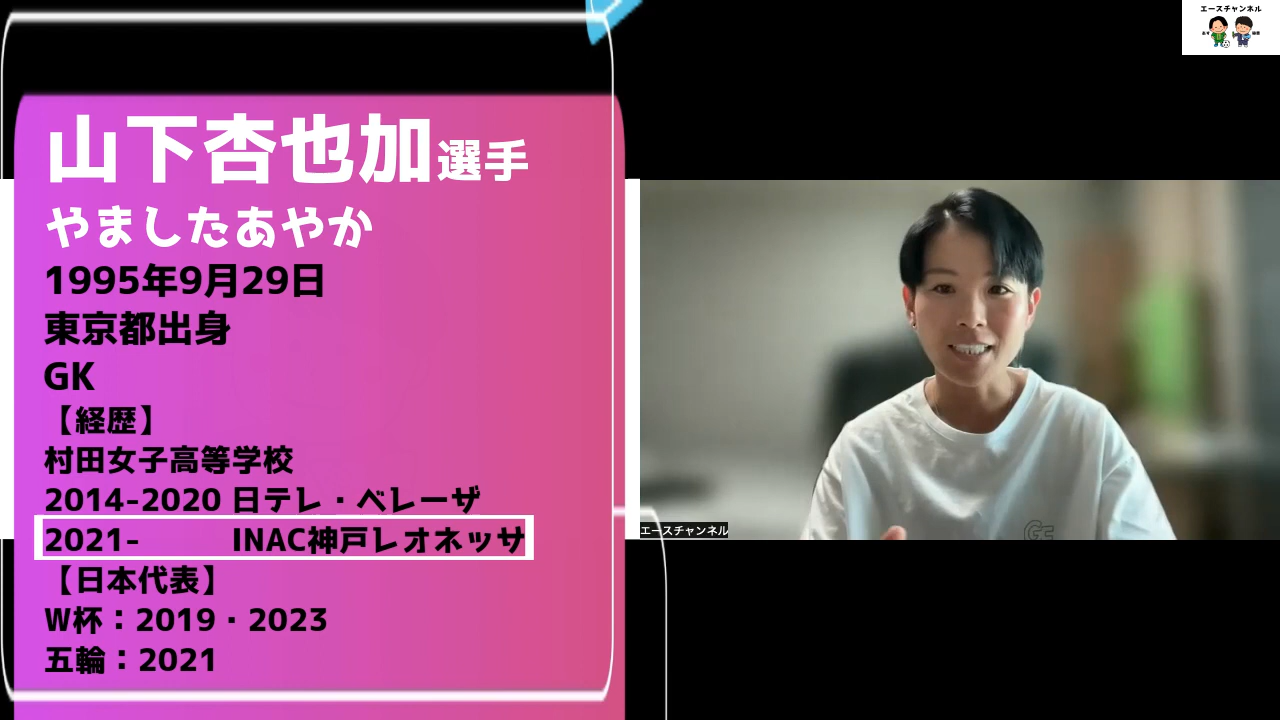 山下杏也加選手
やましたあやか
1995年9月29日
東京都出身
GK
【経歴】
村田女子高等学校
2014-2020 日テレ・ベレーザ
2021- INAC神戸レオネッサ
【日本代表】
W杯：2019・2023
五輪：2021
エースチャンネル
エースチャンネル